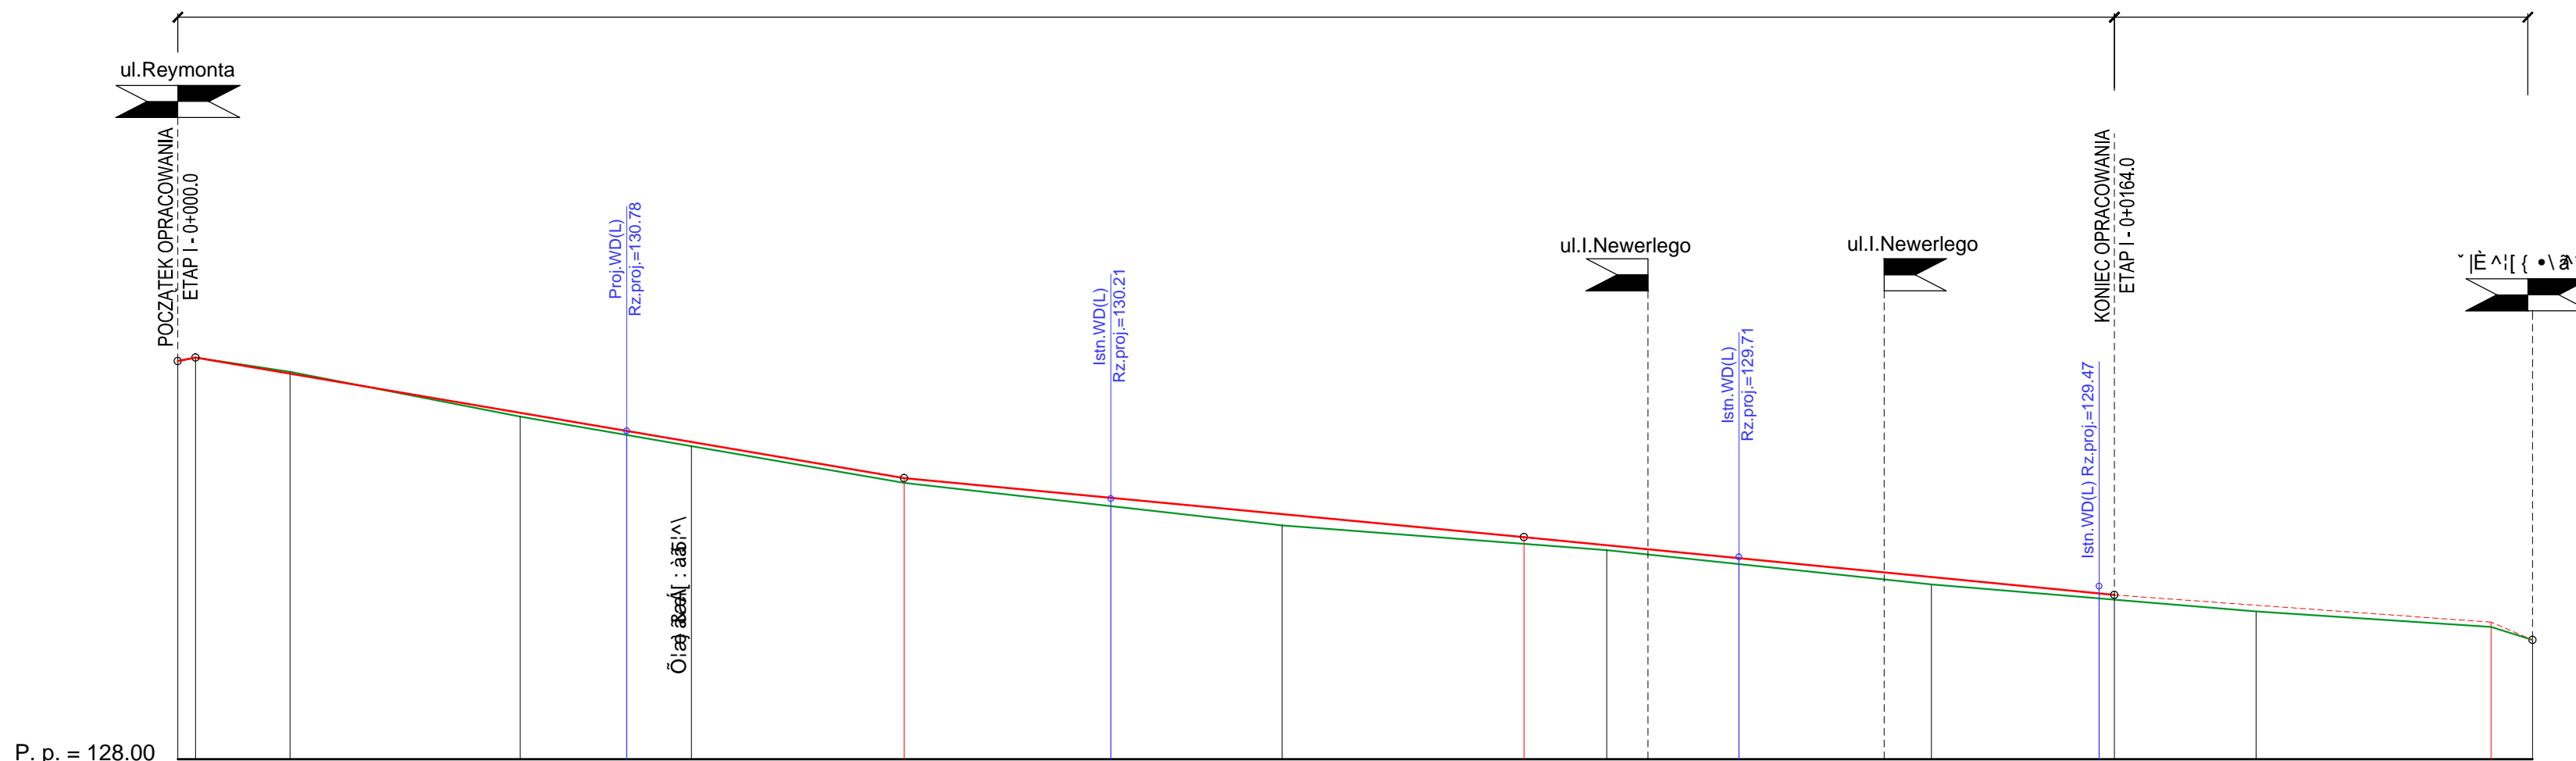 ul.Reymonta
POCZĄTEK OPRACOWANIA
ETAP I - 0+000.0
Proj.WD(L)
Rz.proj.=130.78
Istn.WD(L)
Rz.proj.=130.21
ul.I.Newerlego
Istn.WD(L)
Rz.proj.=129.71
ul.I.Newerlego
Istn.WD(L) Rz.proj.=129.47
KONIEC OPRACOWANIA
ETAP I - 0+0164.0
P. p. = 128.00